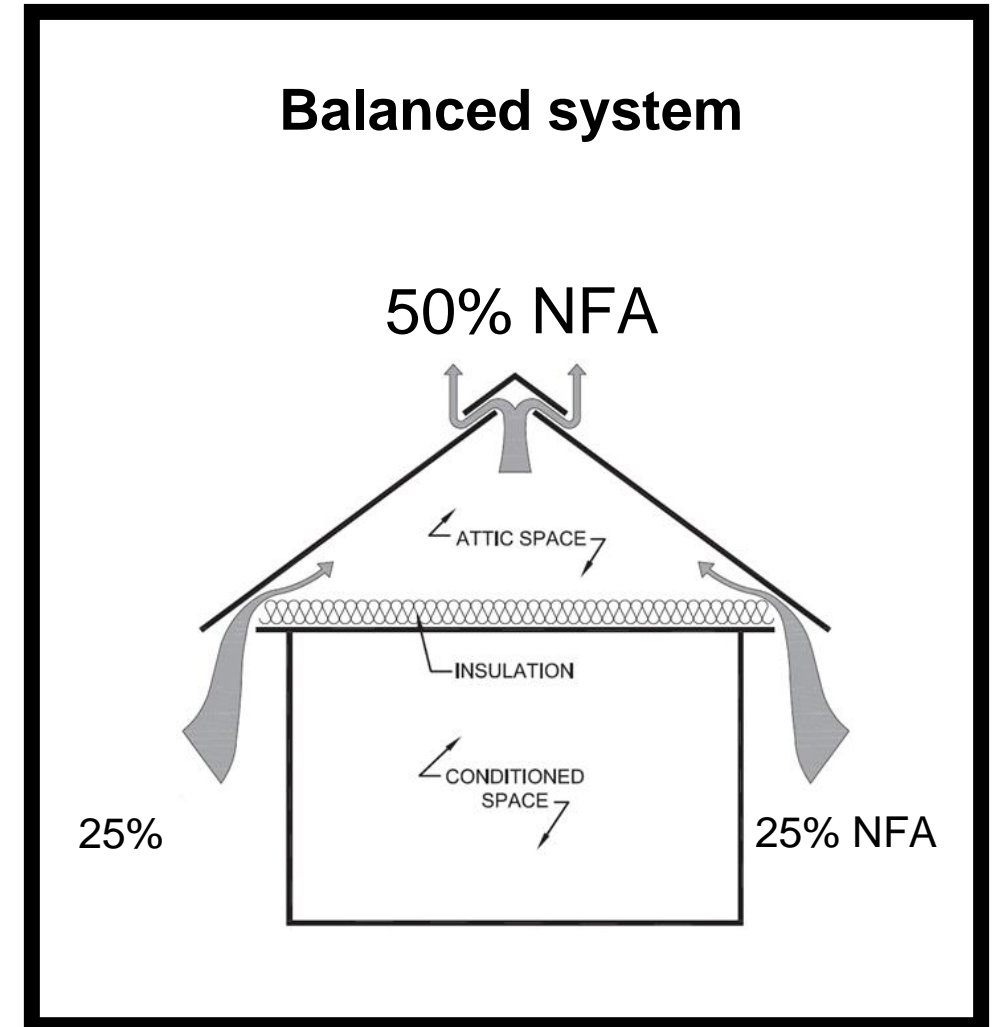 Balanced system
50% NFA
ATTIC SPACE
INSULATION
CONDITIONED
SPACE
25%
25% NFA